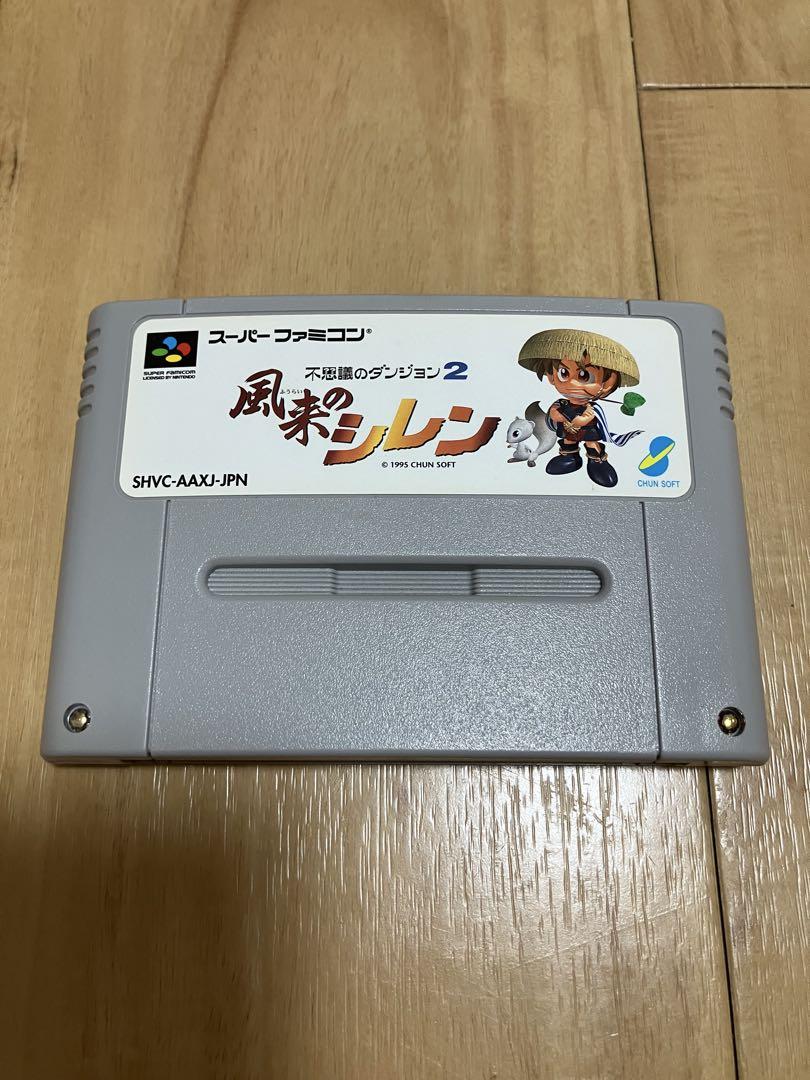 スーパーファミコン®
SUPER FAMICOM
LICENSED BY NINTENDO
不思議のダンジョン2
ふうらい
風来のシレン
© 1995 CHUN SOFT
SHVC-AAXJ-JPN
CHUN SOFT